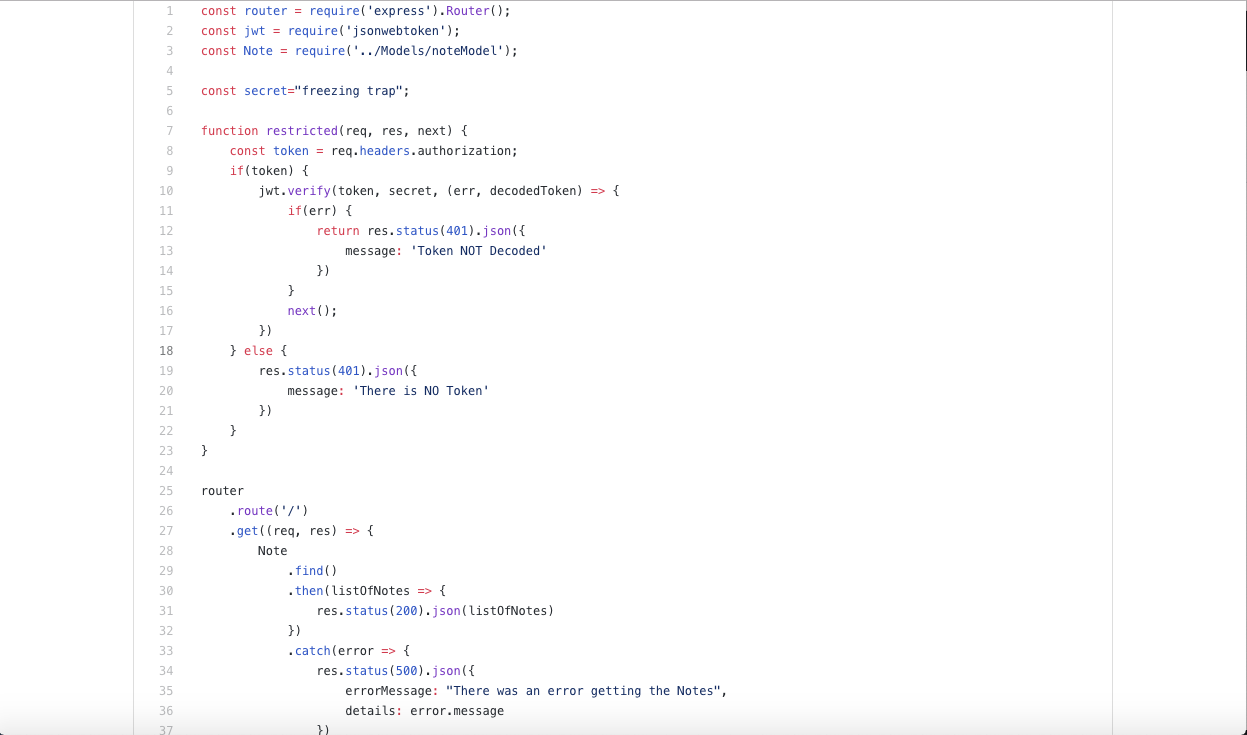 1 const router = require('express').Router();
2 const jwt = require('jsonwebtoken');
3 const Note = require('../Models/noteModel');
4
5 const secret="freezing trap";
6
7 function restricted(req, res, next) {
8     const token = req.headers.authorization;
9     if(token) {
10         jwt.verify(token, secret, (err, decodedToken) => {
11             if(err) {
12                 return res.status(401).json({
13                     message: 'Token NOT Decoded'
14                 })
15             }
16             next();
17         })
18     } else {
19         res.status(401).json({
20             message: 'There is NO Token'
21         })
22     }
23 }
24
25 router
26     .route('/')
27     .get((req, res) => {
28         Note
29             .find()
30             .then(listOfNotes => {
31                 res.status(200).json(listOfNotes)
32             })
33             .catch(error => {
34                 res.status(500).json({
35                     errorMessage: "There was an error getting the Notes",
36                     details: error.message
37                 })